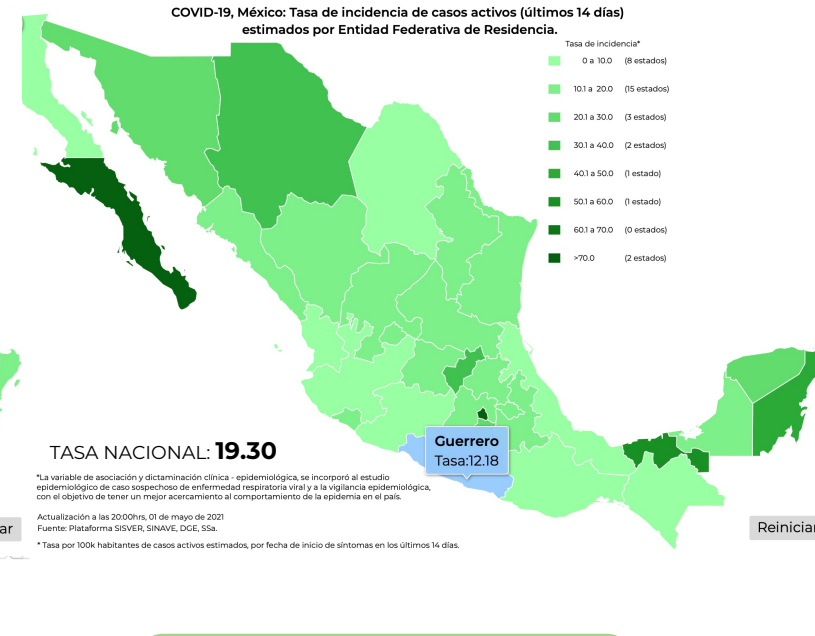 COVID-19, México: Tasa de incidencia de casos activos (últimos 14 días)
estimados por Entidad Federativa de Residencia.
Tasa de incidencia*
0 a 10.0 (8 estados)
10.1 a 20.0 (15 estados)
20.1 a 30.0 (3 estados)
30.1 a 40.0 (2 estados)
40.1 a 50.0 (1 estado)
50.1 a 60.0 (1 estado)
60.1 a 70.0 (0 estados)
>70.0 (2 estados)
Guerrero
Tasa:12.18
TASA NACIONAL: 19.30
*La variable de asociación y dictaminación clínica - epidemiológica, se incorporó al estudio
epidemiológico de caso sospechoso de enfermedad respiratoria viral y a la vigilancia epidemiológica,
con el objetivo de tener un mejor acercamiento al comportamiento de la epidemia en el país.
Actualización a las 20:00hrs, 01 de mayo de 2021
Fuente: Plataforma SISVER, SINAVE, DGE, SSa.
* Tasa por 100k habitantes de casos activos estimados, por fecha de inicio de síntomas en los últimos 14 días.
ar
Reiniciar